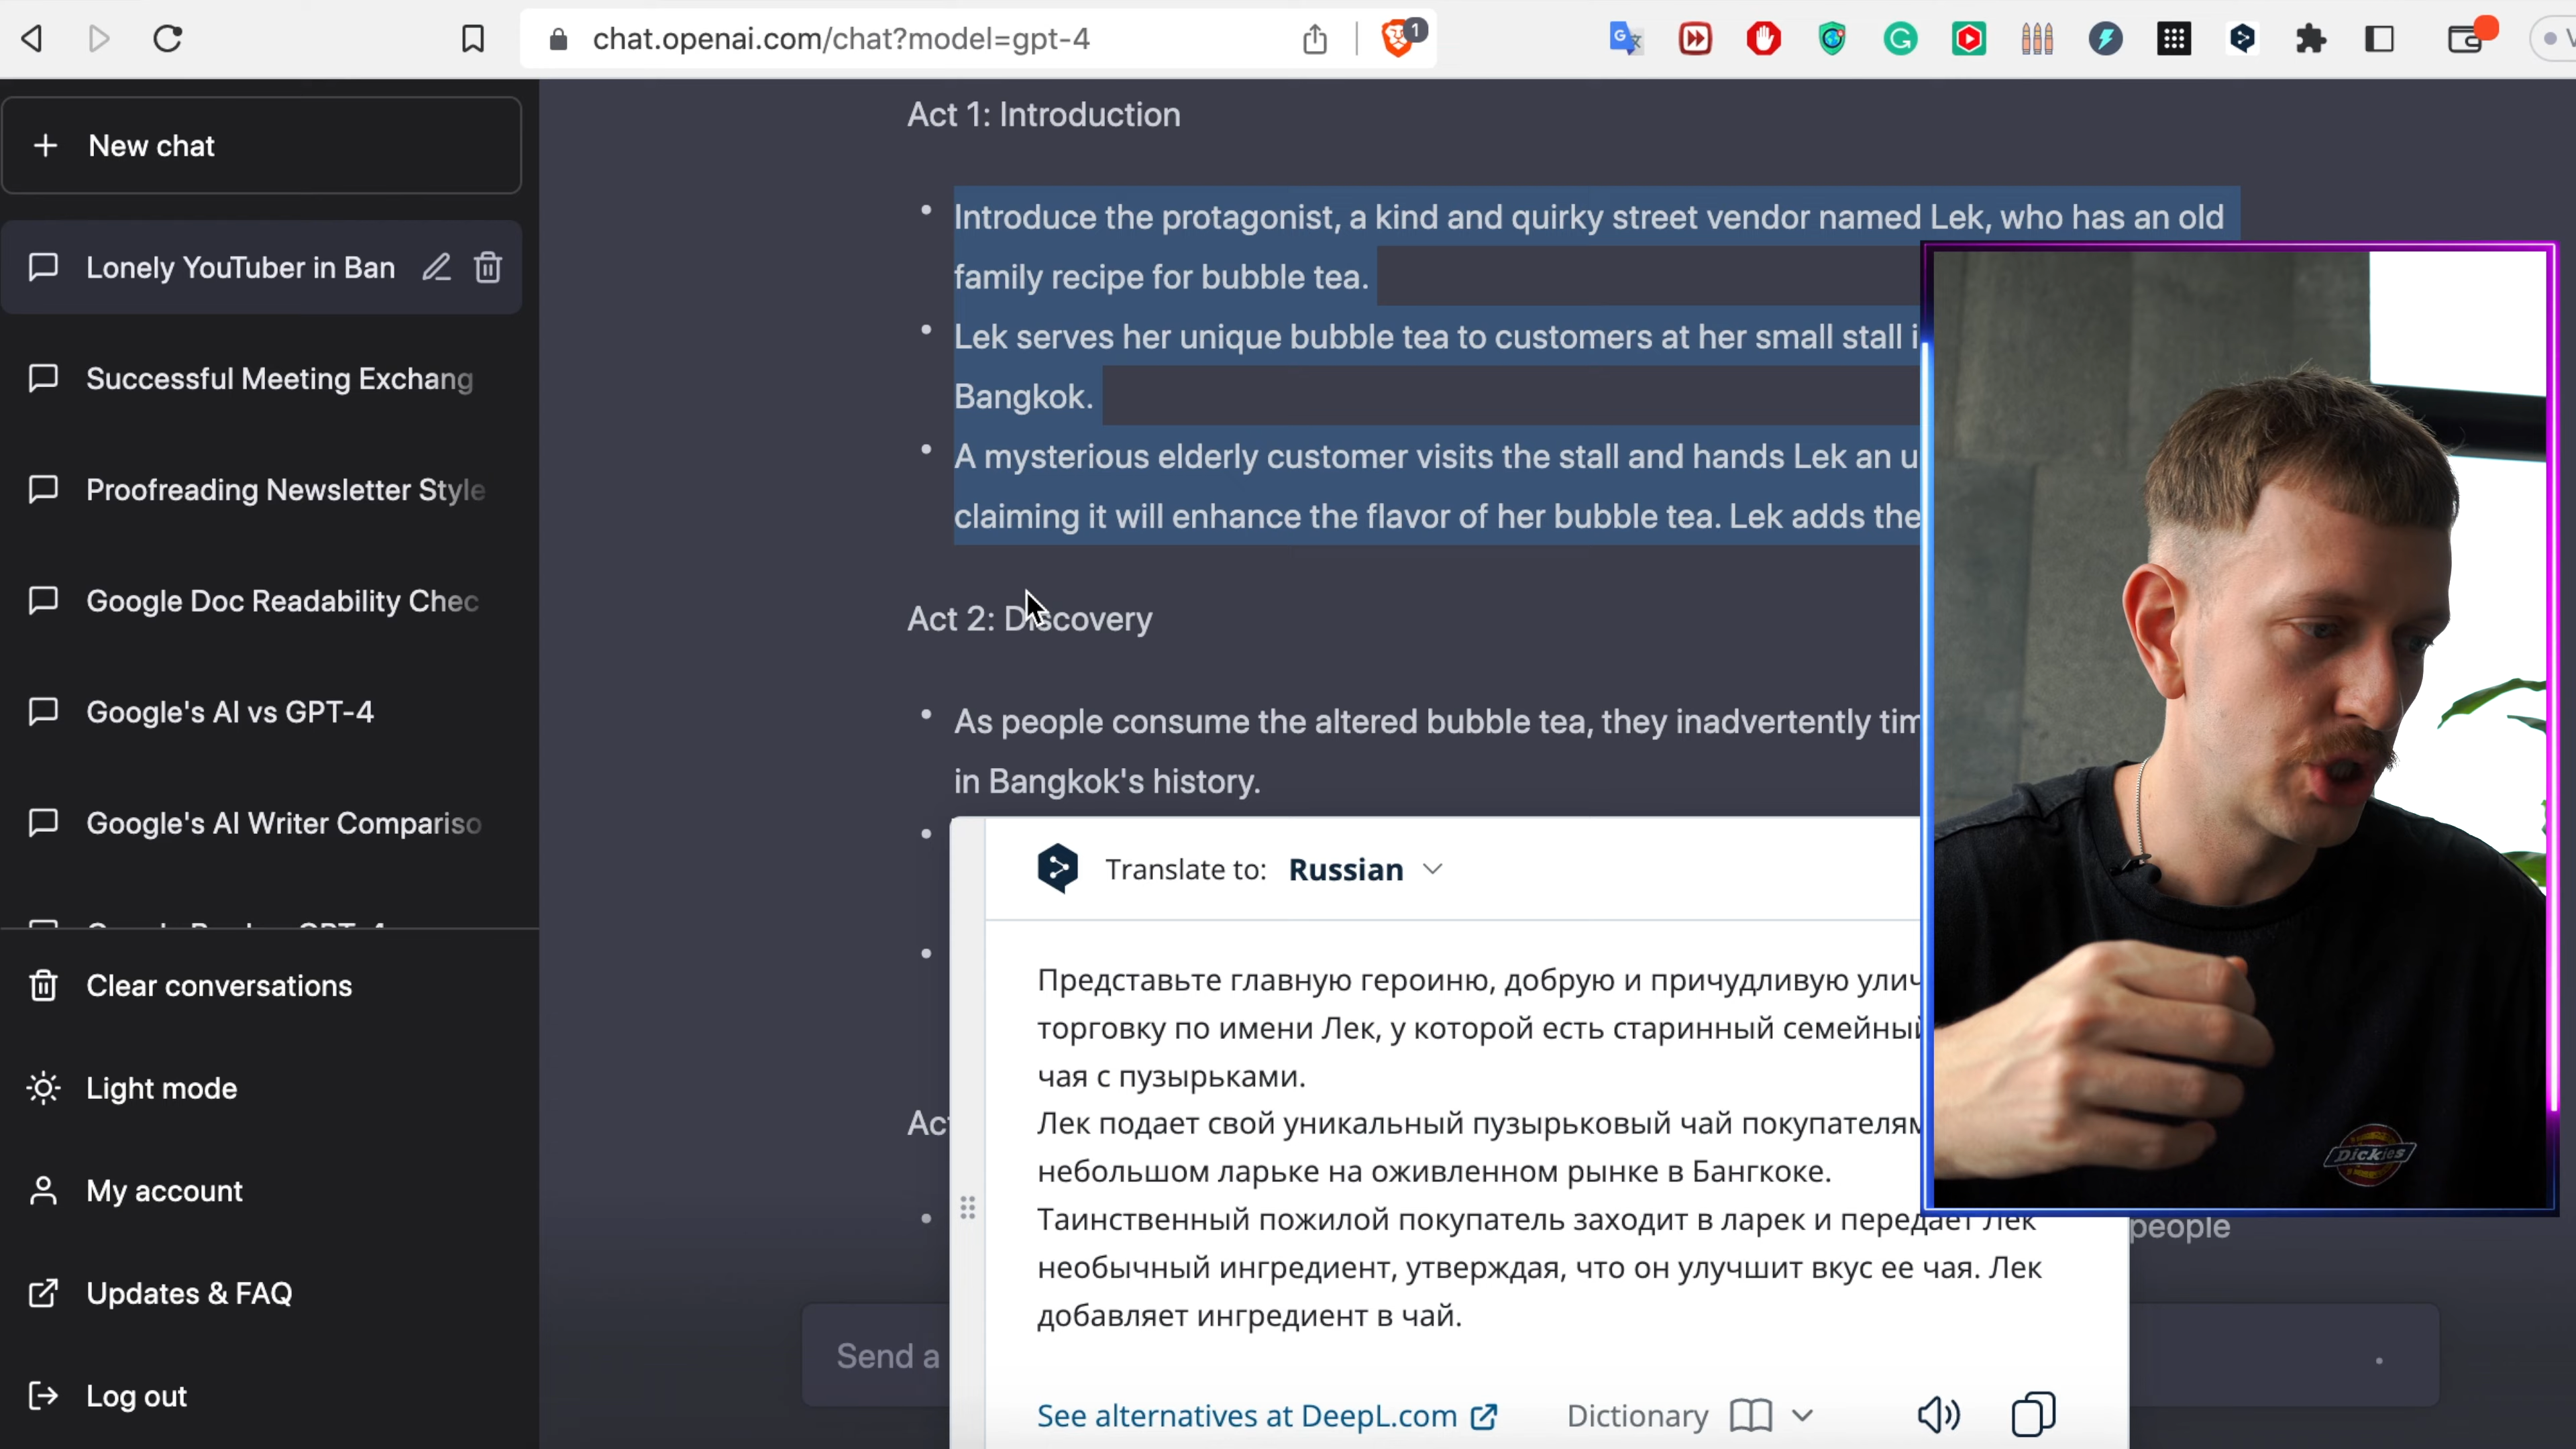 chat.openai.com/chat?model=gpt-4
1
New chat
Lonely YouTuber in Ban
Successful Meeting Exchang
Proofreading Newsletter Style
Google Doc Readability Chec
Google's AI vs GPT-4
Google's AI Writer Compariso
Clear conversations
Light mode
My account
Updates & FAQ
Log out
Act 1: Introduction
Introduce the protagonist, a kind and quirky street vendor named Lek, who has an old
family recipe for bubble tea.
Lek serves her unique bubble tea to customers at her small stall i
Bangkok.
A mysterious elderly customer visits the stall and hands Lek an u
claiming it will enhance the flavor of her bubble tea. Lek adds the
Act 2: Discovery
As people consume the altered bubble tea, they inadvertently tim
in Bangkok's history.
Translate to: Russian
Представьте главную героиню, добрую и причудливую улич
торговку по имени Лек, у которой есть старинный семейный
чая с пузырьками.
Лек подает свой уникальный пузырьковый чай покупателям
небольшом ларьке на оживленном рынке в Бангкоке.
Таинственный пожилой покупатель заходит в ларек и передает Лек
необычный ингредиент, утверждая, что он улучшит вкус ее чая. Лек
добавляет ингредиент в чай.
Ac
people
Send a
See alternatives at DeepL.com
Dictionary
Dickies